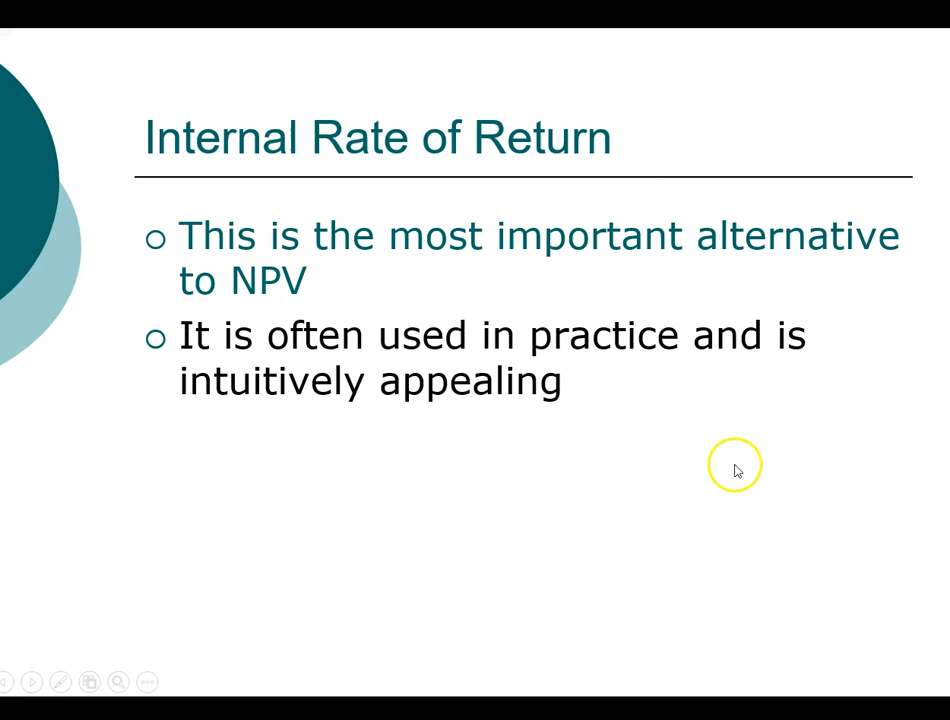 Internal Rate of Return
This is the most important alternative
to NPV
It is often used in practice and is
intuitively appealing